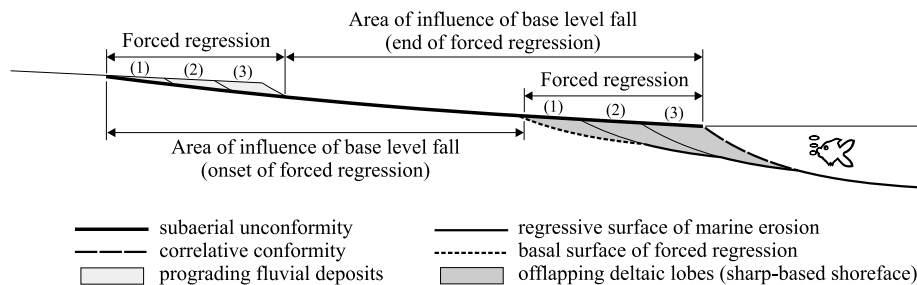 Area of influence of base level fall
(end of forced regression)
Forced regression
(1) (2) (3)
Forced regression
(1) (2) (3)
Area of influence of base level fall
(onset of forced regression)
subaerial unconformity
correlative conformity
prograding fluvial deposits
regressive surface of marine erosion
basal surface of forced regression
offlapping deltaic lobes (sharp-based shoreface)